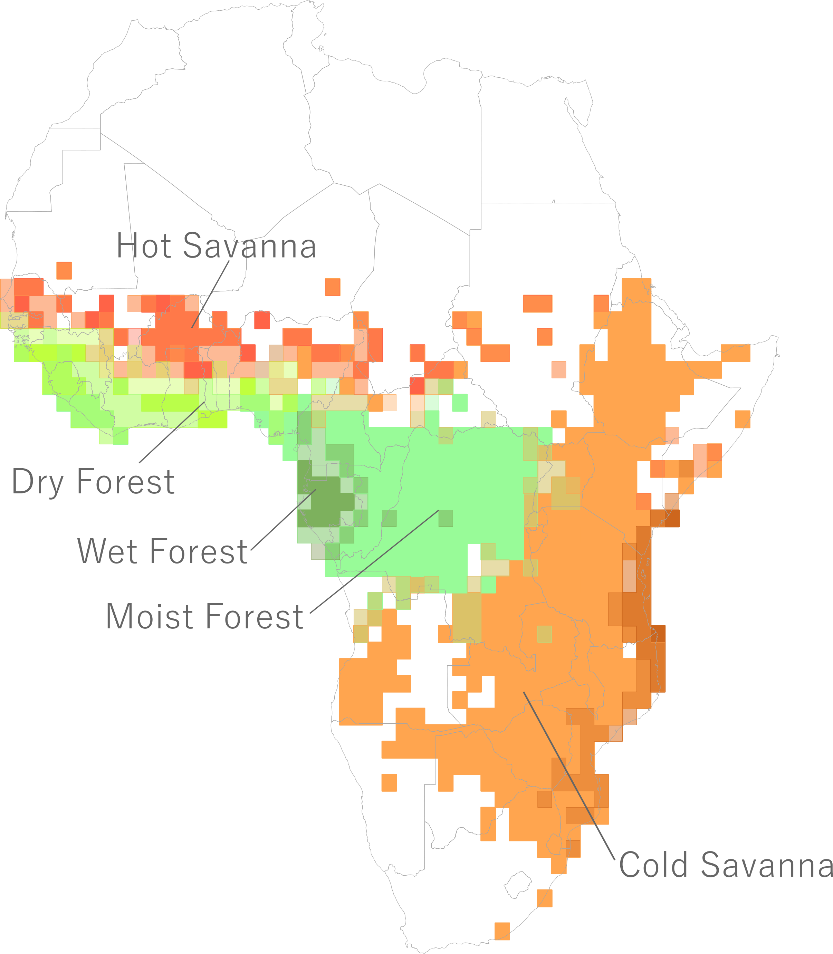 Hot Savanna
Dry Forest
Wet Forest
Moist Forest
Cold Savanna